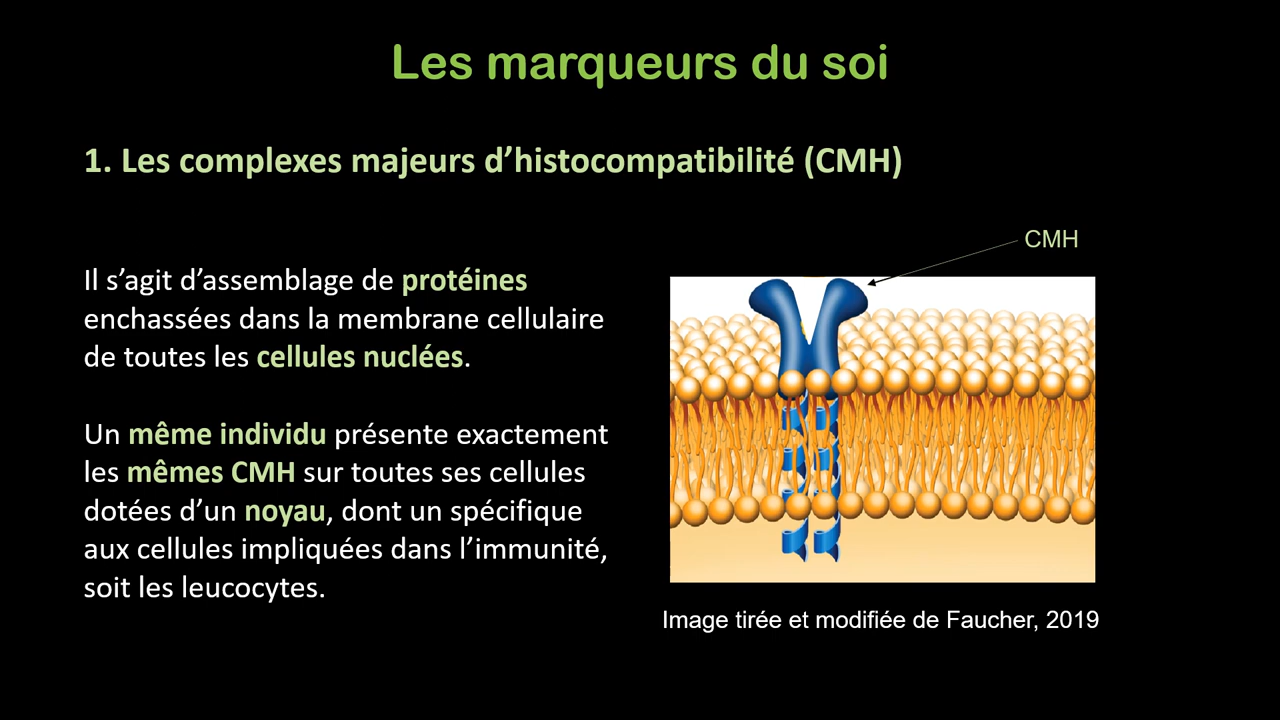 Les marqueurs du soi
1. Les complexes majeurs d’histocompatibilité (CMH)
Il s’agit d’assemblage de protéines
enchassées dans la membrane cellulaire
de toutes les cellules nuclées.
Un même individu présente exactement
les mêmes CMH sur toutes ses cellules
dotées d’un noyau, dont un spécifique
aux cellules impliquées dans l’immunité,
soit les leucocytes.
CMH
Image tirée et modifiée de Faucher, 2019